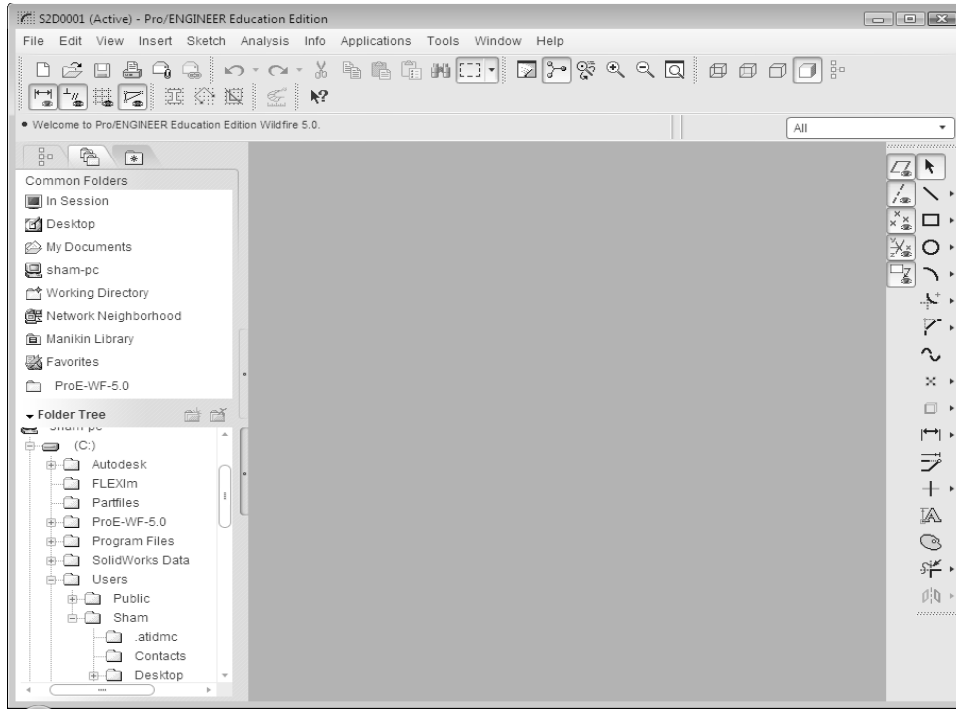 S2D0001 (Active) - Pro/ENGINEER Education Edition
File Edit View Insert Sketch Analysis Info Applications Tools Window Help
• Welcome to Pro/ENGINEER Education Edition Wildfire 5.0.
All
Common Folders
In Session
Desktop
My Documents
sham-pc
Working Directory
Network Neighborhood
Manikin Library
Favorites
ProE-WF-5.0
Folder Tree
sham-pc
(C:)
Autodesk
FLEXlm
Partfiles
ProE-WF-5.0
Program Files
SolidWorks Data
Users
Public
Sham
.atidmc
Contacts
Desktop